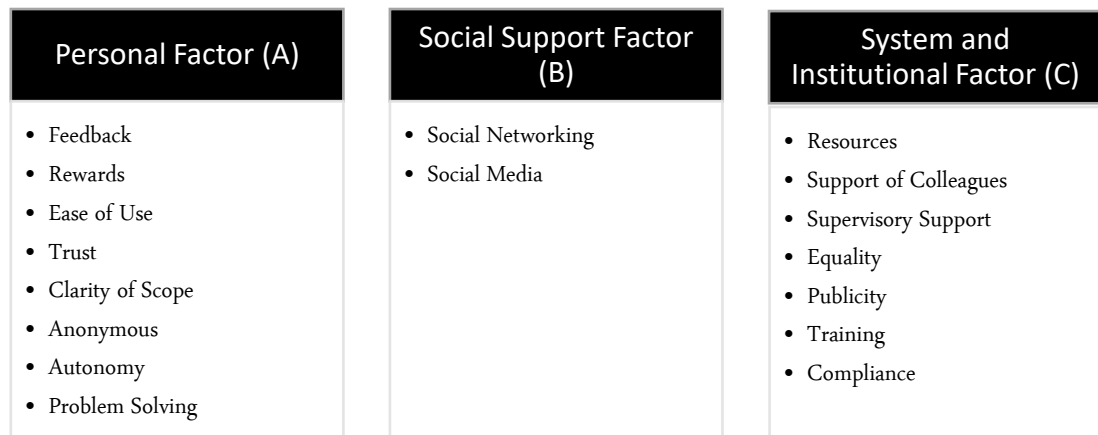 Personal Factor (A)
• Feedback
• Rewards
• Ease of Use
• Trust
• Clarity of Scope
• Anonymous
• Autonomy
• Problem Solving
Social Support Factor
(B)
• Social Networking
• Social Media
System and
Institutional Factor (C)
• Resources
• Support of Colleagues
• Supervisory Support
• Equality
• Publicity
• Training
• Compliance